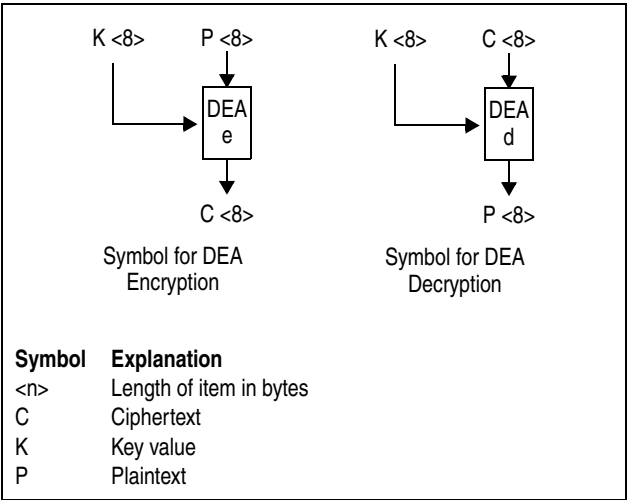 K <8> P <8> K <8> C <8>
DEA DEA
e d
C <8> P <8>
Symbol for DEA Symbol for DEA
Encryption Decryption
Symbol Explanation
<n> Length of item in bytes
C Ciphertext
K Key value
P Plaintext